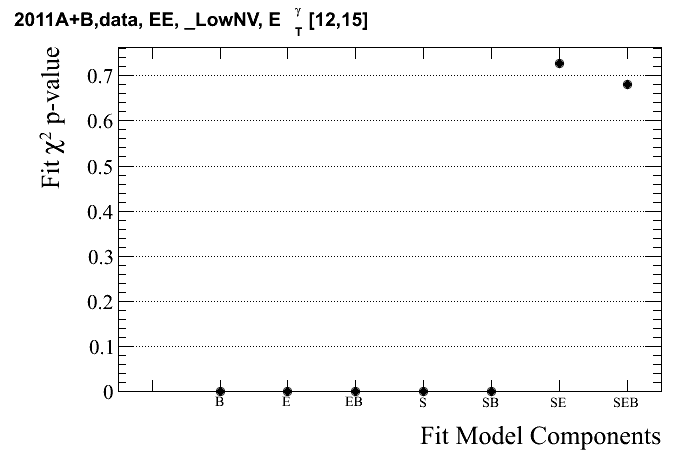 2011A+B,data, EE, _LowNV, E γ T [12,15]
Fit χ² p-value
0.7
0.6
0.5
0.4
0.3
0.2
0.1
0
B E EB S SB SE SEB
Fit Model Components